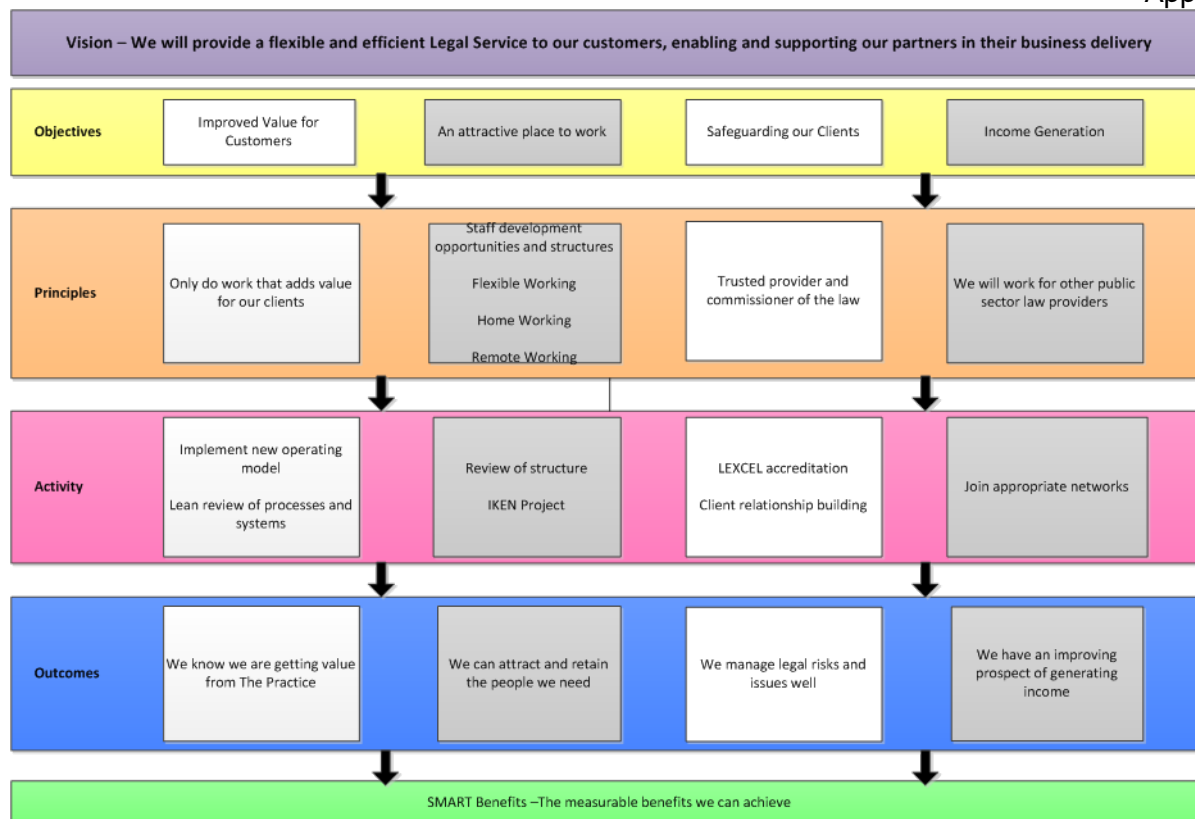 App
Vision – We will provide a flexible and efficient Legal Service to our customers, enabling and supporting our partners in their business delivery
Objectives
Improved Value for
Customers
An attractive place to work
Safeguarding our Clients
Income Generation
Principles
Only do work that adds value
for our clients
Staff development
opportunities and structures
Flexible Working
Home Working
Remote Working
Trusted provider and
commissioner of the law
We will work for other public
sector law providers
Activity
Implement new operating
model
Lean review of processes and
systems
Review of structure
IKEN Project
LEXCEL accreditation
Client relationship building
Join appropriate networks
Outcomes
We know we are getting value
from The Practice
We can attract and retain
the people we need
We manage legal risks and
issues well
We have an improving
prospect of generating
income
SMART Benefits –The measurable benefits we can achieve